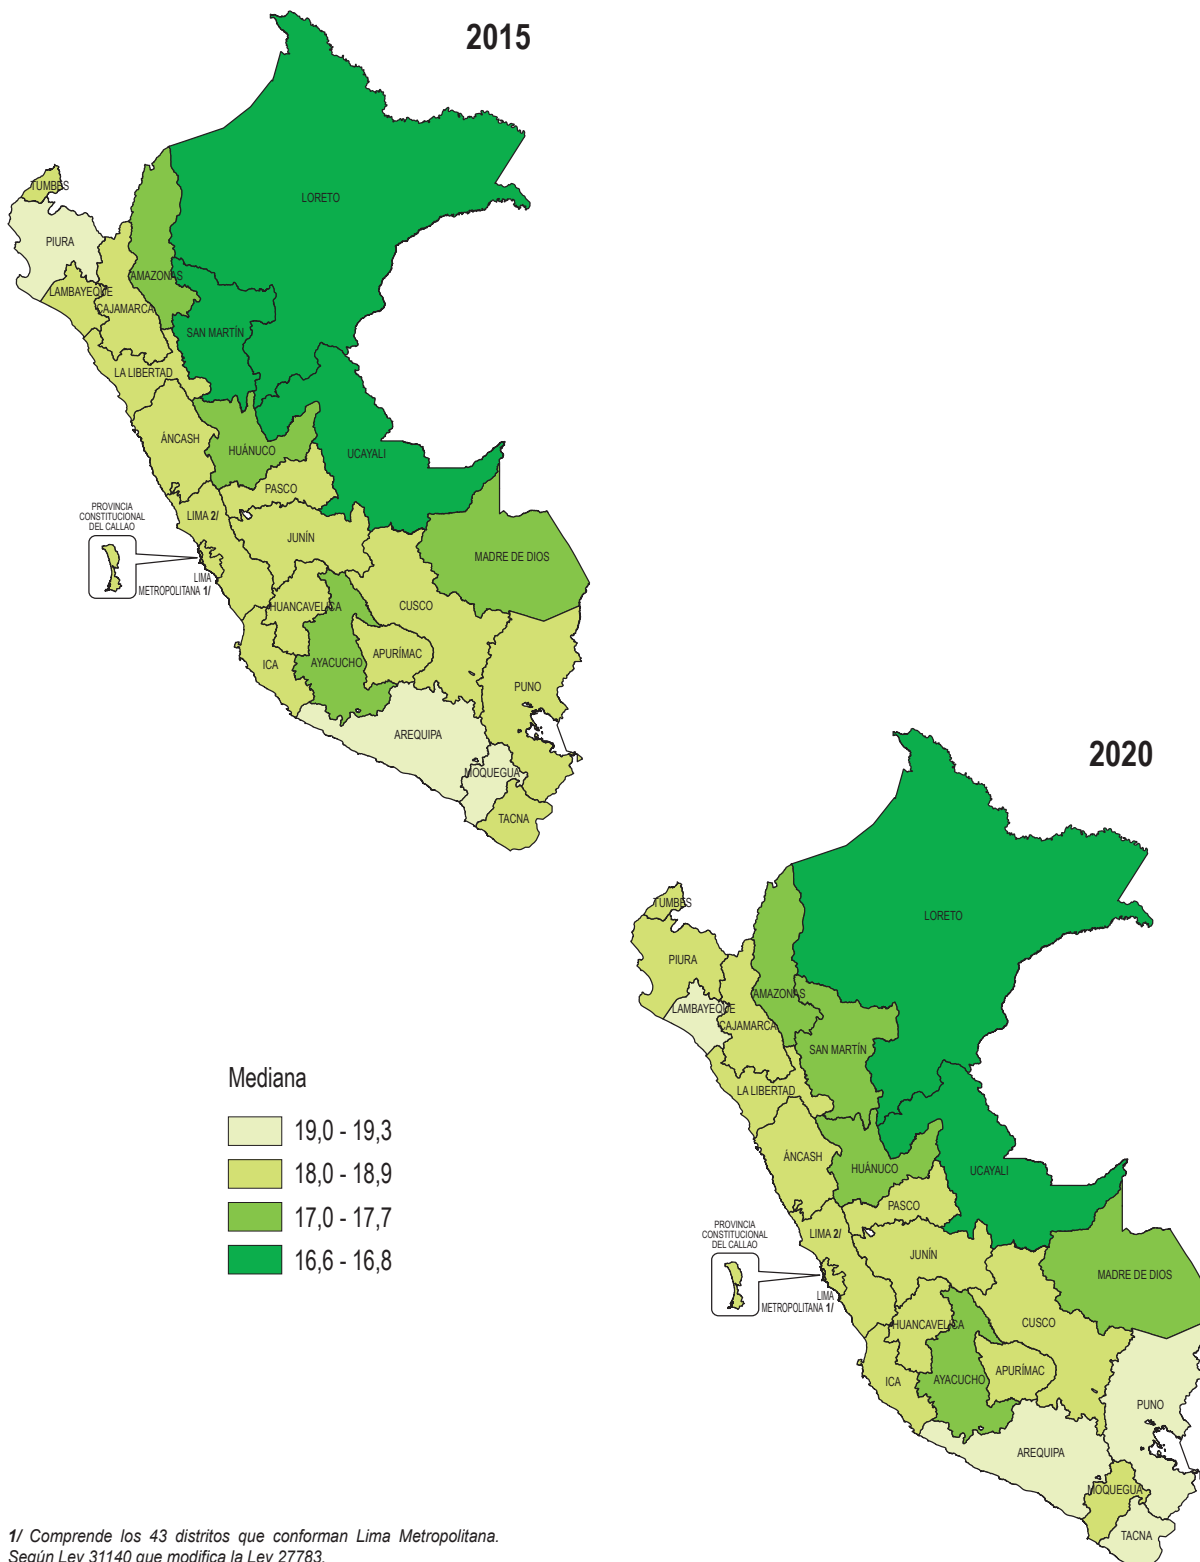 2015
TUMBES
LORETO
PIURA
AMAZONAS
LAMBAYEQUE
CAJAMARCA
SAN MARTÍN
LA LIBERTAD
ÁNCASH
HUÁNUCO
UCAYALI
PASCO
PROVINCIA
CONSTITUCIONAL
DEL CALLAO
LIMA 2/
JUNÍN
MADRE DE DIOS
LIMA
METROPOLITANA 1/
HUANCAVELICA
CUSCO
ICA
AYACUCHO
APURÍMAC
PUNO
AREQUIPA
MOQUEGUA
TACNA
2020
TUMBES
LORETO
PIURA
AMAZONAS
LAMBAYEQUE
CAJAMARCA
SAN MARTÍN
LA LIBERTAD
ÁNCASH
HUÁNUCO
UCAYALI
PASCO
PROVINCIA
CONSTITUCIONAL
DEL CALLAO
LIMA 2/
JUNÍN
MADRE DE DIOS
LIMA
METROPOLITANA 1/
HUANCAVELICA
CUSCO
ICA
AYACUCHO
APURÍMAC
PUNO
AREQUIPA
MOQUEGUA
TACNA
Mediana
19,0 - 19,3
18,0 - 18,9
17,0 - 17,7
16,6 - 16,8
1/ Comprende los 43 distritos que conforman Lima Metropolitana.
Según Ley 31140 que modifica la Ley 27783.